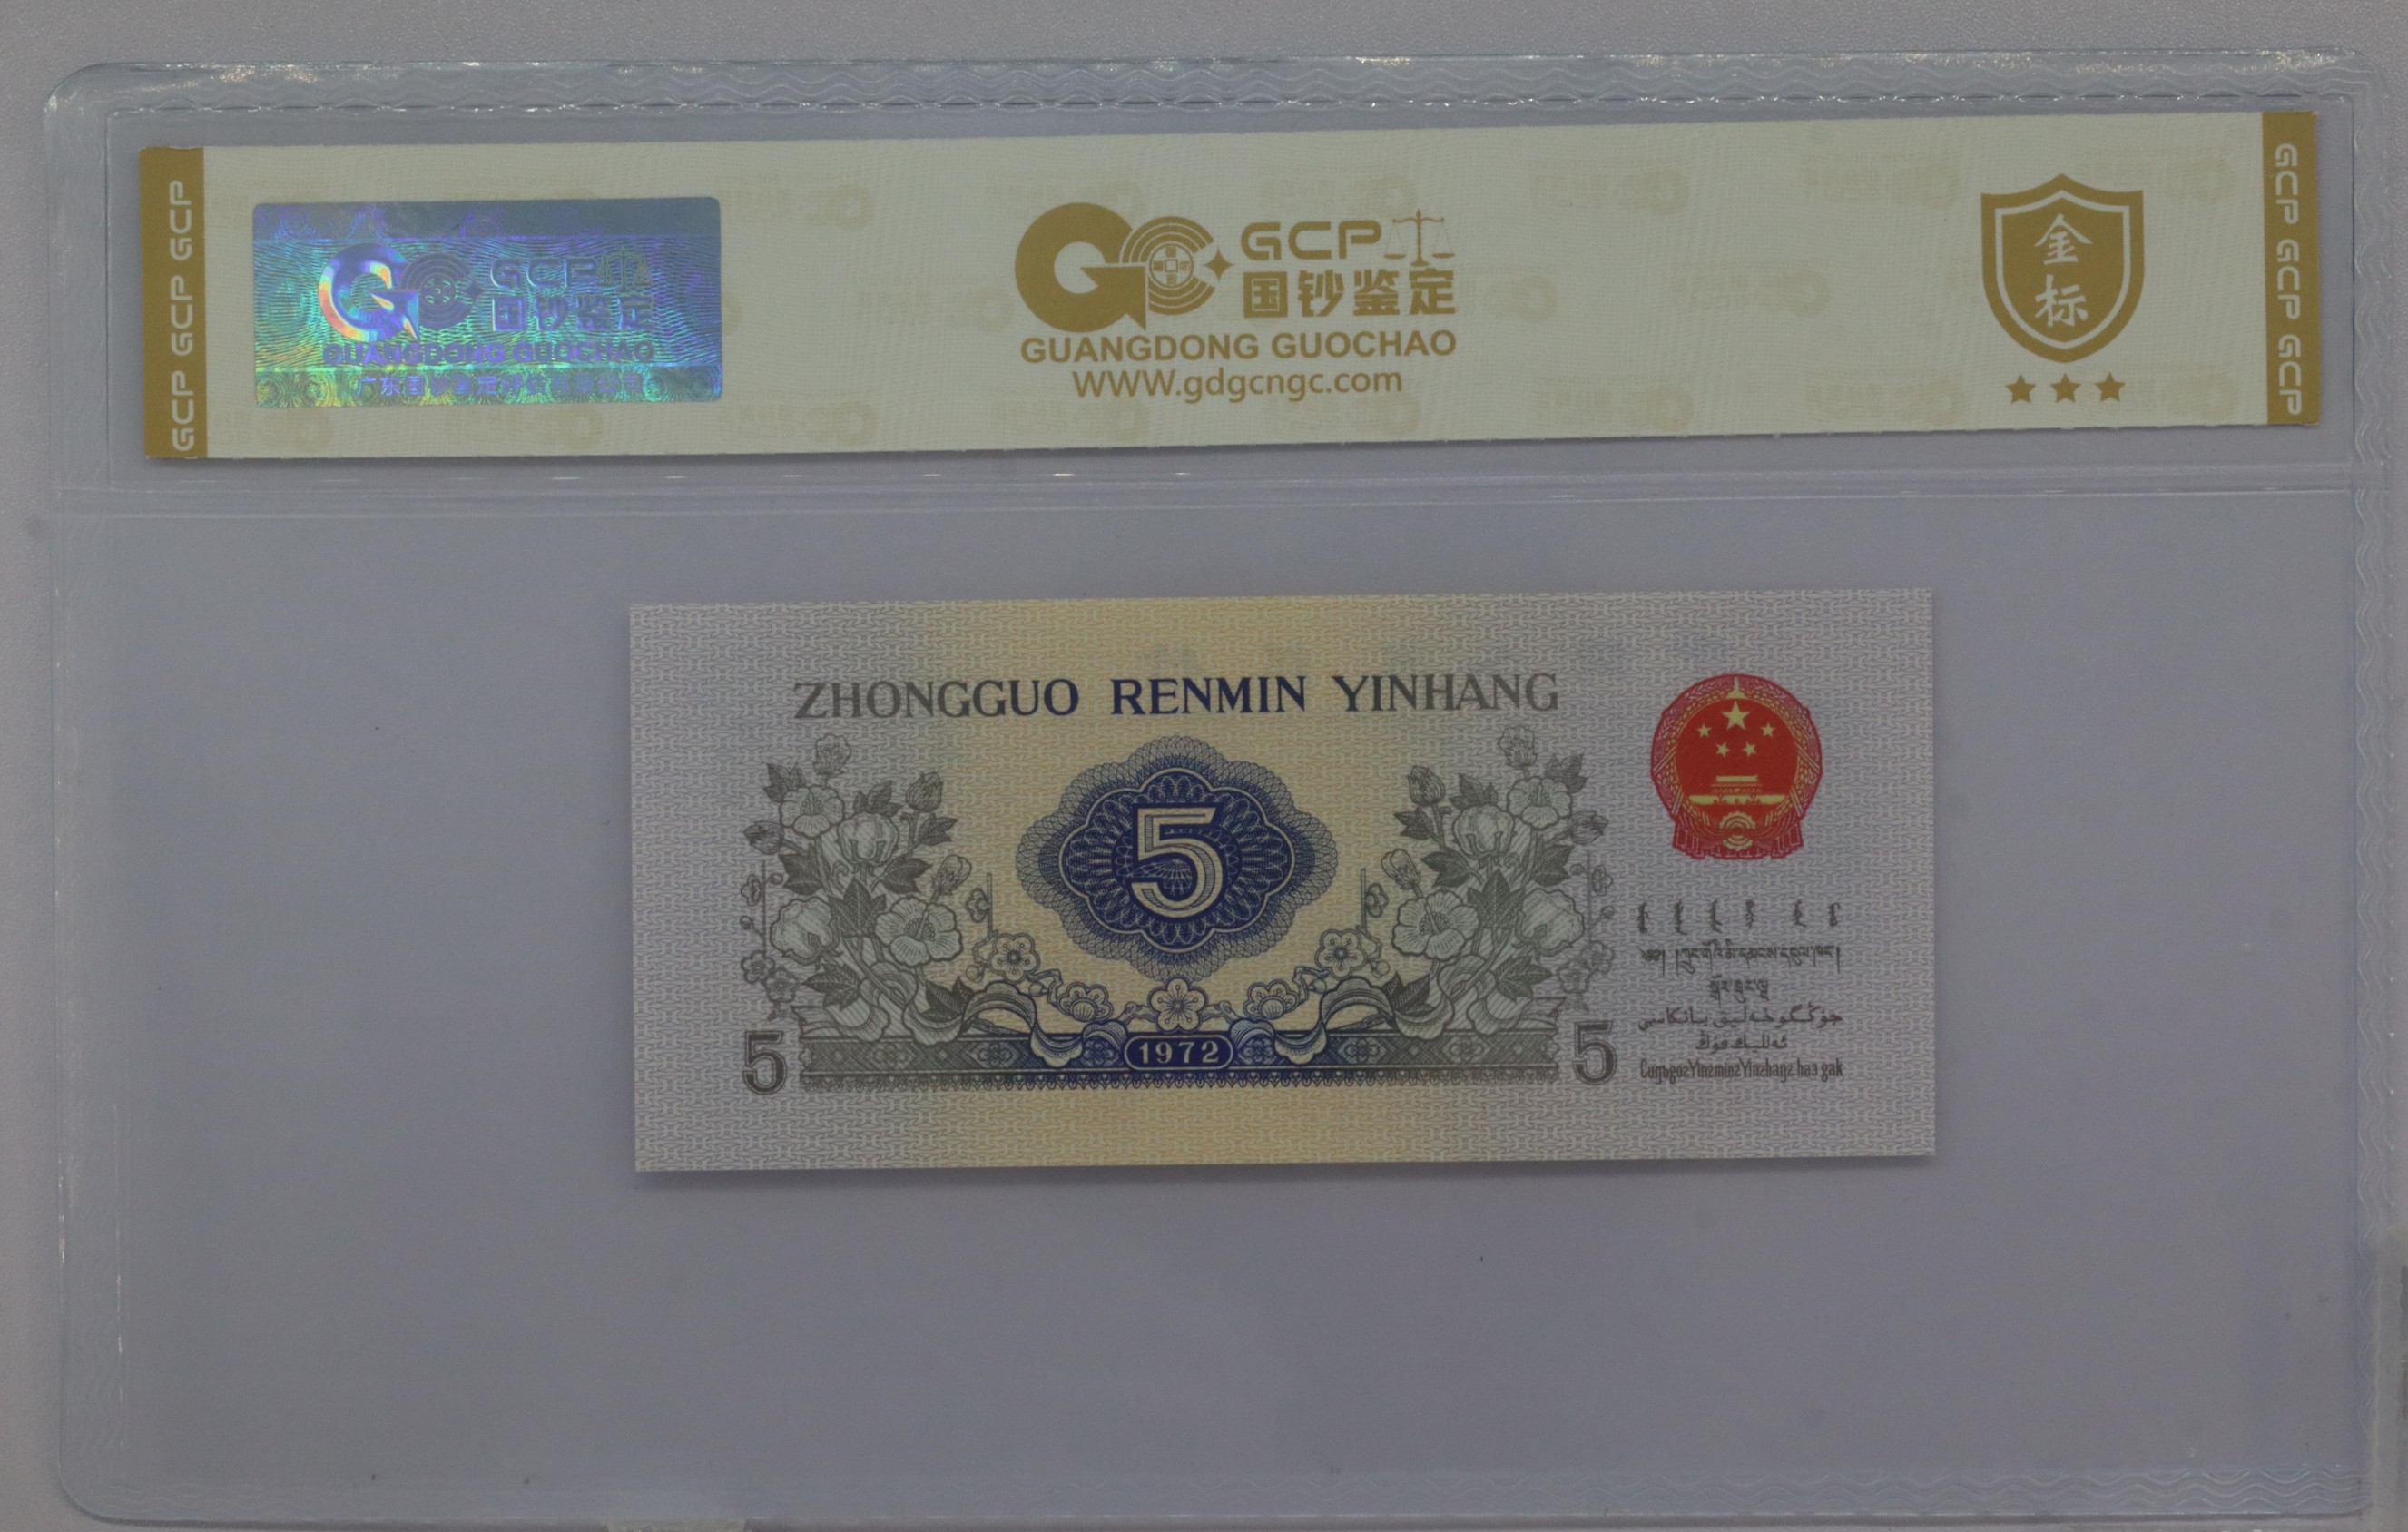 GCP GCP GCP
GCP
国钞鉴定
GUANGDONG GUOCHAO
GCP
国钞鉴定
GUANGDONG GUOCHAO
WWW.gdgcngc.com
金
标
GCP GCP GCP
ZHONGGUO RENMIN YINHANG
5
1972
5
5